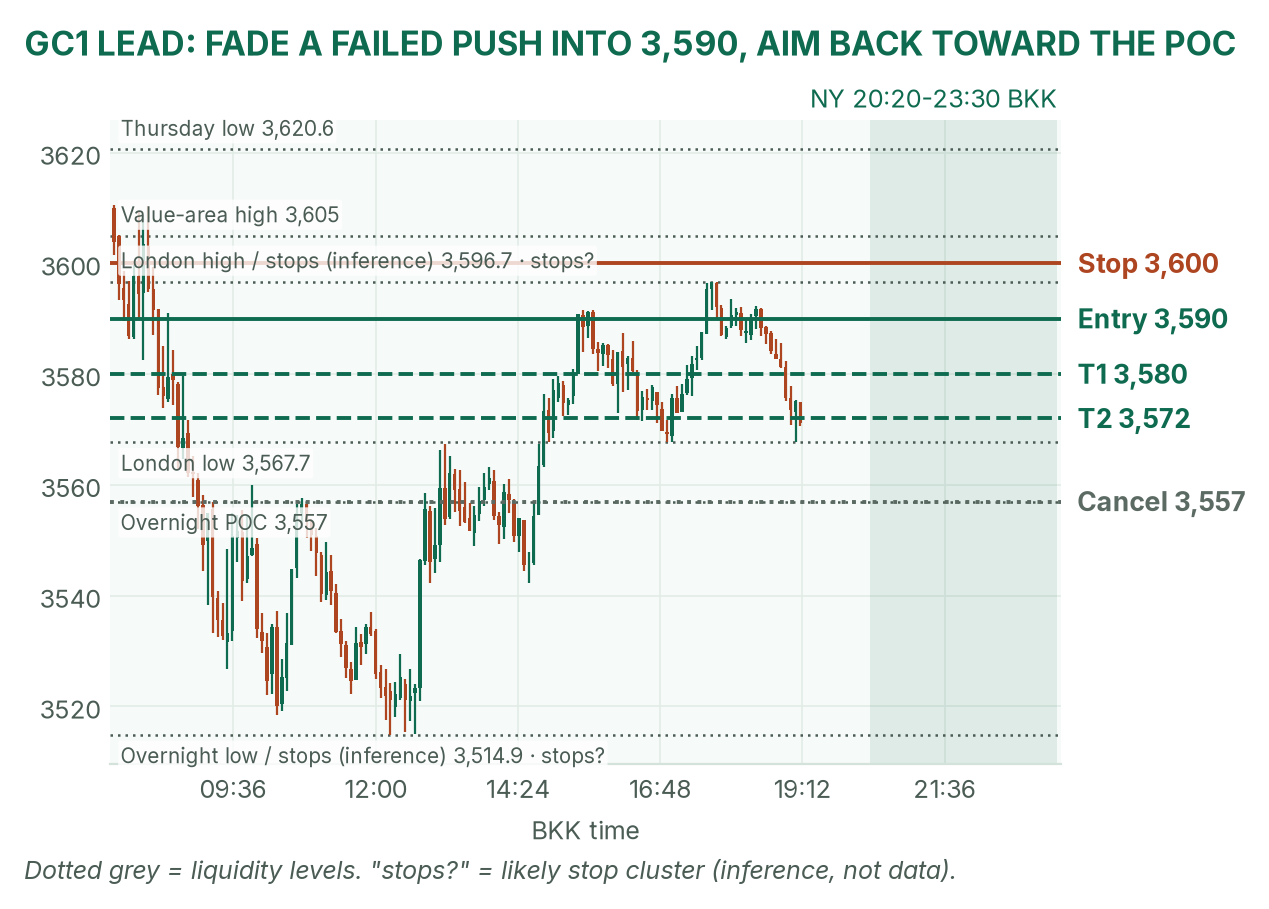 GC1 LEAD: FADE A FAILED PUSH INTO 3,590, AIM BACK TOWARD THE POC
NY 20:20-23:30 BKK
Thursday low 3,620.6
3620
Value-area high 3,605
London high / stops (inference) 3,596.7 · stops?
3600
Stop 3,600
Entry 3,590
3580
T1 3,580
T2 3,572
London low 3,567.7
3560
Cancel 3,557
Overnight POC 3,557
3540
3520
Overnight low / stops (inference) 3,514.9 · stops?
09:36 12:00 14:24 16:48 19:12 21:36
BKK time
Dotted grey = liquidity levels. "stops?" = likely stop cluster (inference, not data).